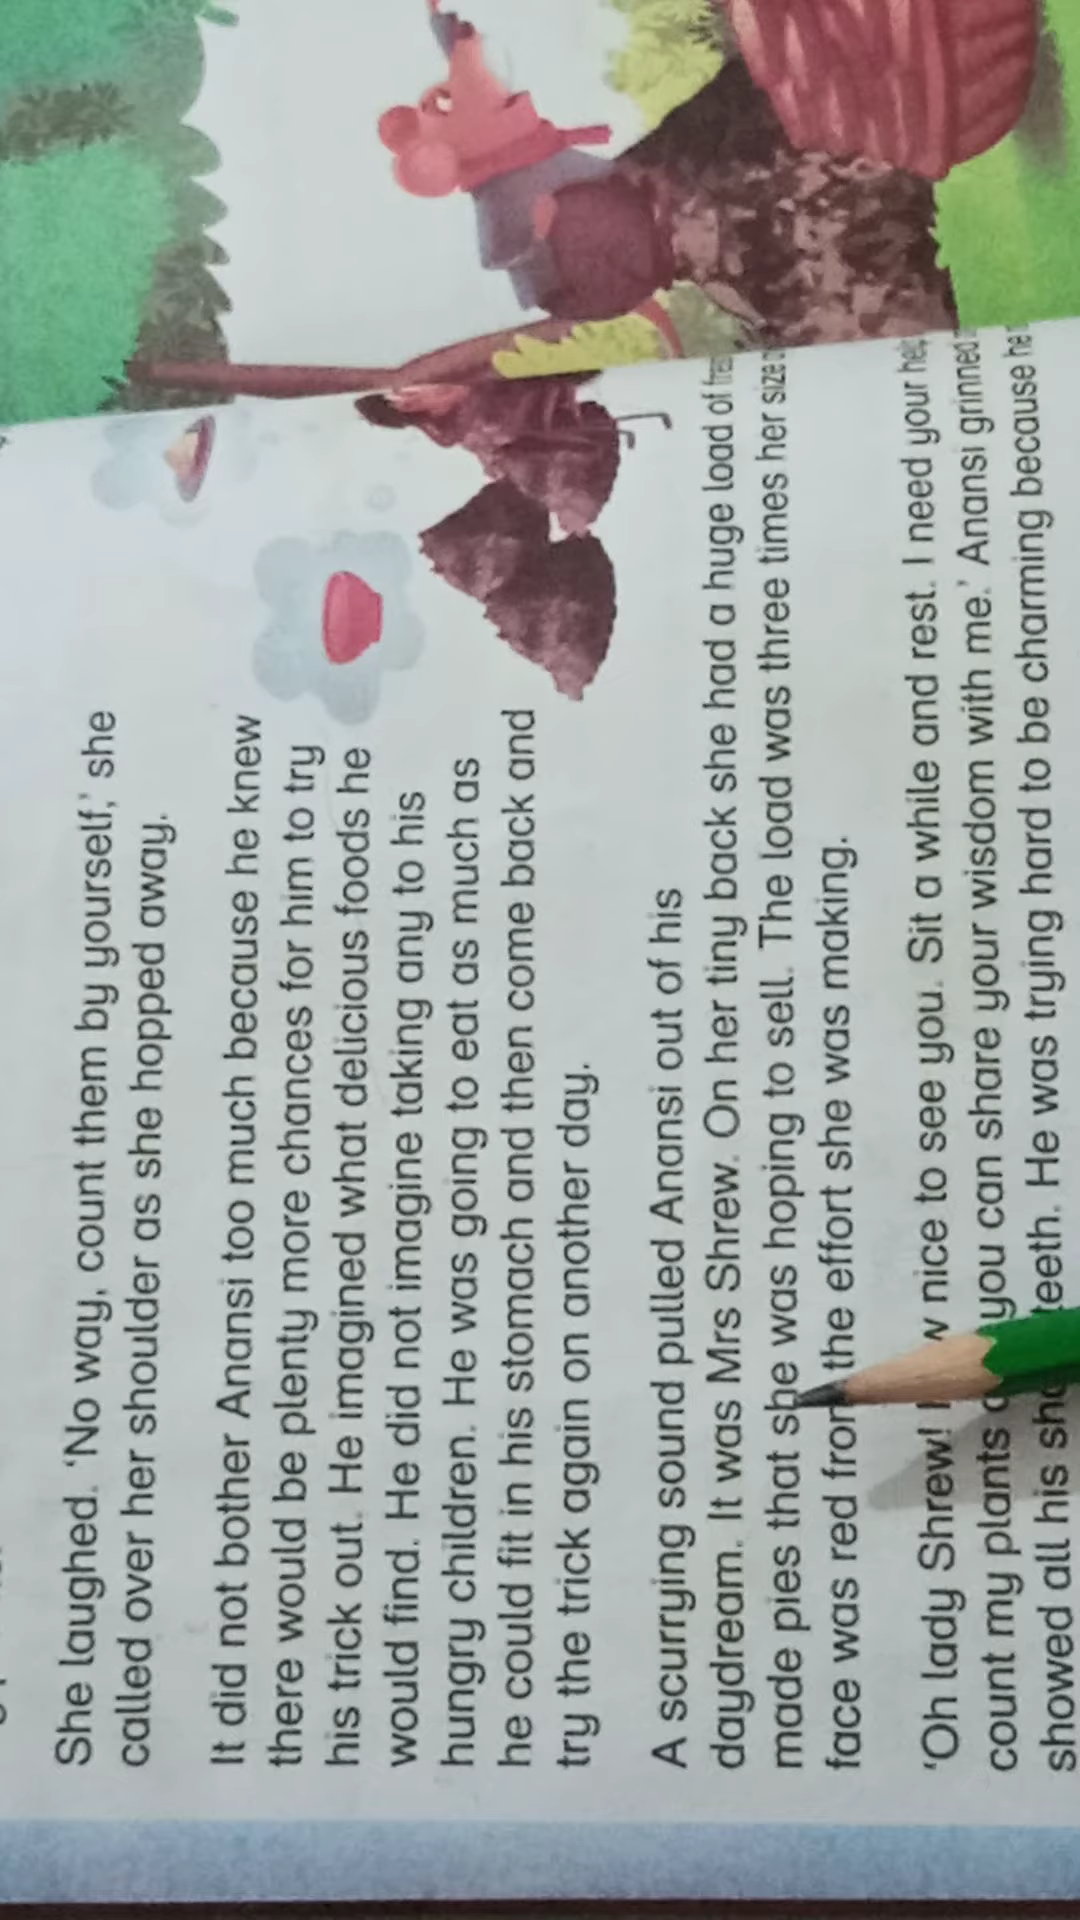 She laughed. 'No way, count them by yourself,' she
called over her shoulder as she hopped away.
It did not bother Anansi too much because he knew
there would be plenty more chances for him to try
his trick out. He imagined what delicious foods he
would find. He did not imagine taking any to his
hungry children. He was going to eat as much as
he could fit in his stomach and then come back and
try the trick again on another day.
A scurrying sound pulled Anansi out of his
daydream. It was Mrs Shrew. On her tiny back she had a huge load of
made pies that she was hoping to sell. The load was three times her size
face was red from the effort she was making.
'Oh lady Shrew! nice to see you. Sit a while and rest. I need your
count my plants you can share your wisdom with me.' Anansi grinned
showed all his teeth. He was trying hard to be charming because he